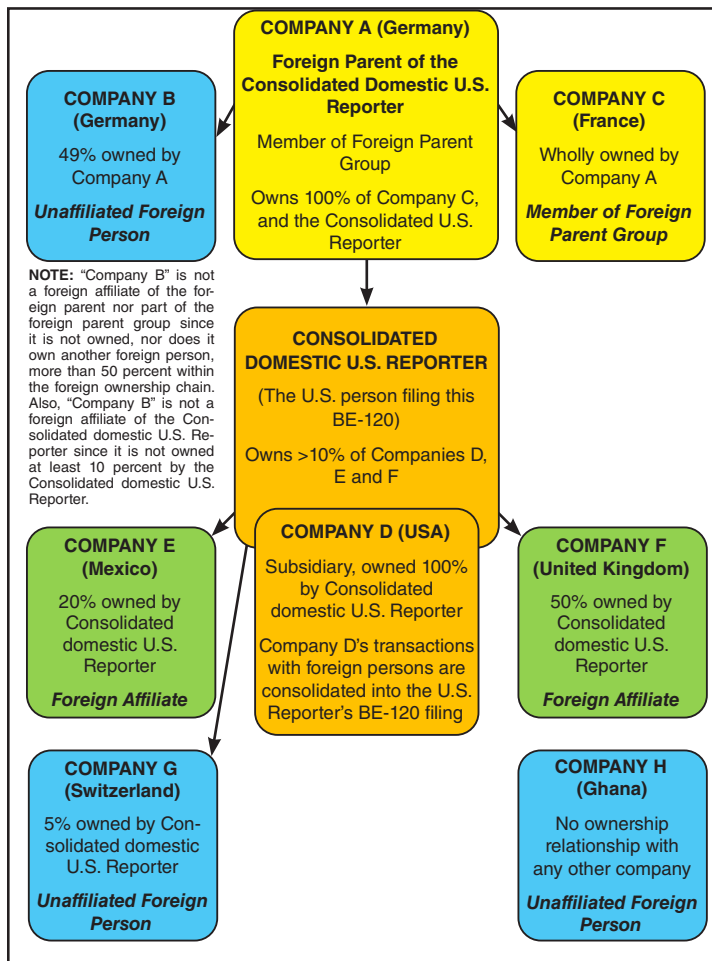 COMPANY A (Germany)
Foreign Parent of the
Consolidated Domestic U.S.
Reporter
Member of Foreign Parent
Group
Owns 100% of Company C,
and the Consolidated U.S.
Reporter
COMPANY B
(Germany)
49% owned by
Company A
Unaffiliated Foreign
Person
COMPANY C
(France)
Wholly owned by
Company A
Member of Foreign
Parent Group
NOTE: “Company B” is not
a foreign affiliate of the for-
eign parent nor part of the
foreign parent group since
it is not owned, nor does it
own another foreign person,
more than 50 percent within
the foreign ownership chain.
Also, “Company B” is not a
foreign affiliate of the Con-
solidated domestic U.S. Re-
porter since it is not owned
at least 10 percent by the
Consolidated domestic U.S.
Reporter.
CONSOLIDATED
DOMESTIC U.S. REPORTER
(The U.S. person filing this
BE-120)
Owns >10% of Companies D,
E and F
COMPANY D (USA)
Subsidiary, owned 100%
by Consolidated
domestic U.S. Reporter
Company D’s transactions
with foreign persons are
consolidated into the U.S.
Reporter’s BE-120 filing
COMPANY E
(Mexico)
20% owned by
Consolidated
domestic U.S.
Reporter
Foreign Affiliate
COMPANY F
(United Kingdom)
50% owned by
Consolidated
domestic U.S.
Reporter
Foreign Affiliate
COMPANY G
(Switzerland)
5% owned by Con-
solidated domestic
U.S. Reporter
Unaffiliated Foreign
Person
COMPANY H
(Ghana)
No ownership
relationship with
any other company
Unaffiliated Foreign
Person